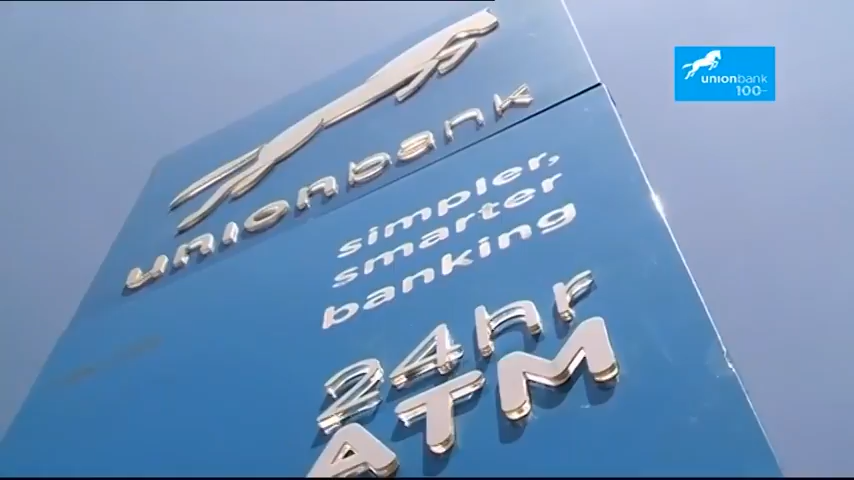 unionbank
simpler,
smarter
banking
24hr
ATM
unionbank
100